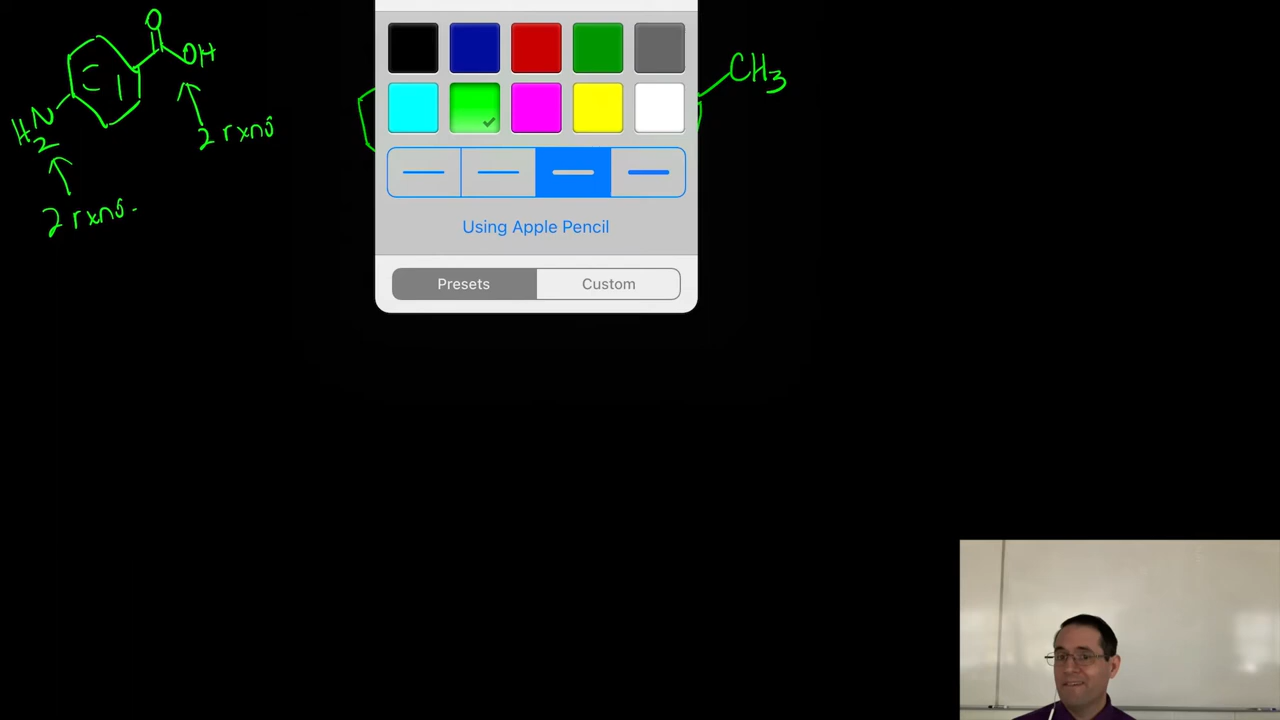 O
OH
H2N
2 rxns
2 rxns.
CH3
Using Apple Pencil
Presets Custom